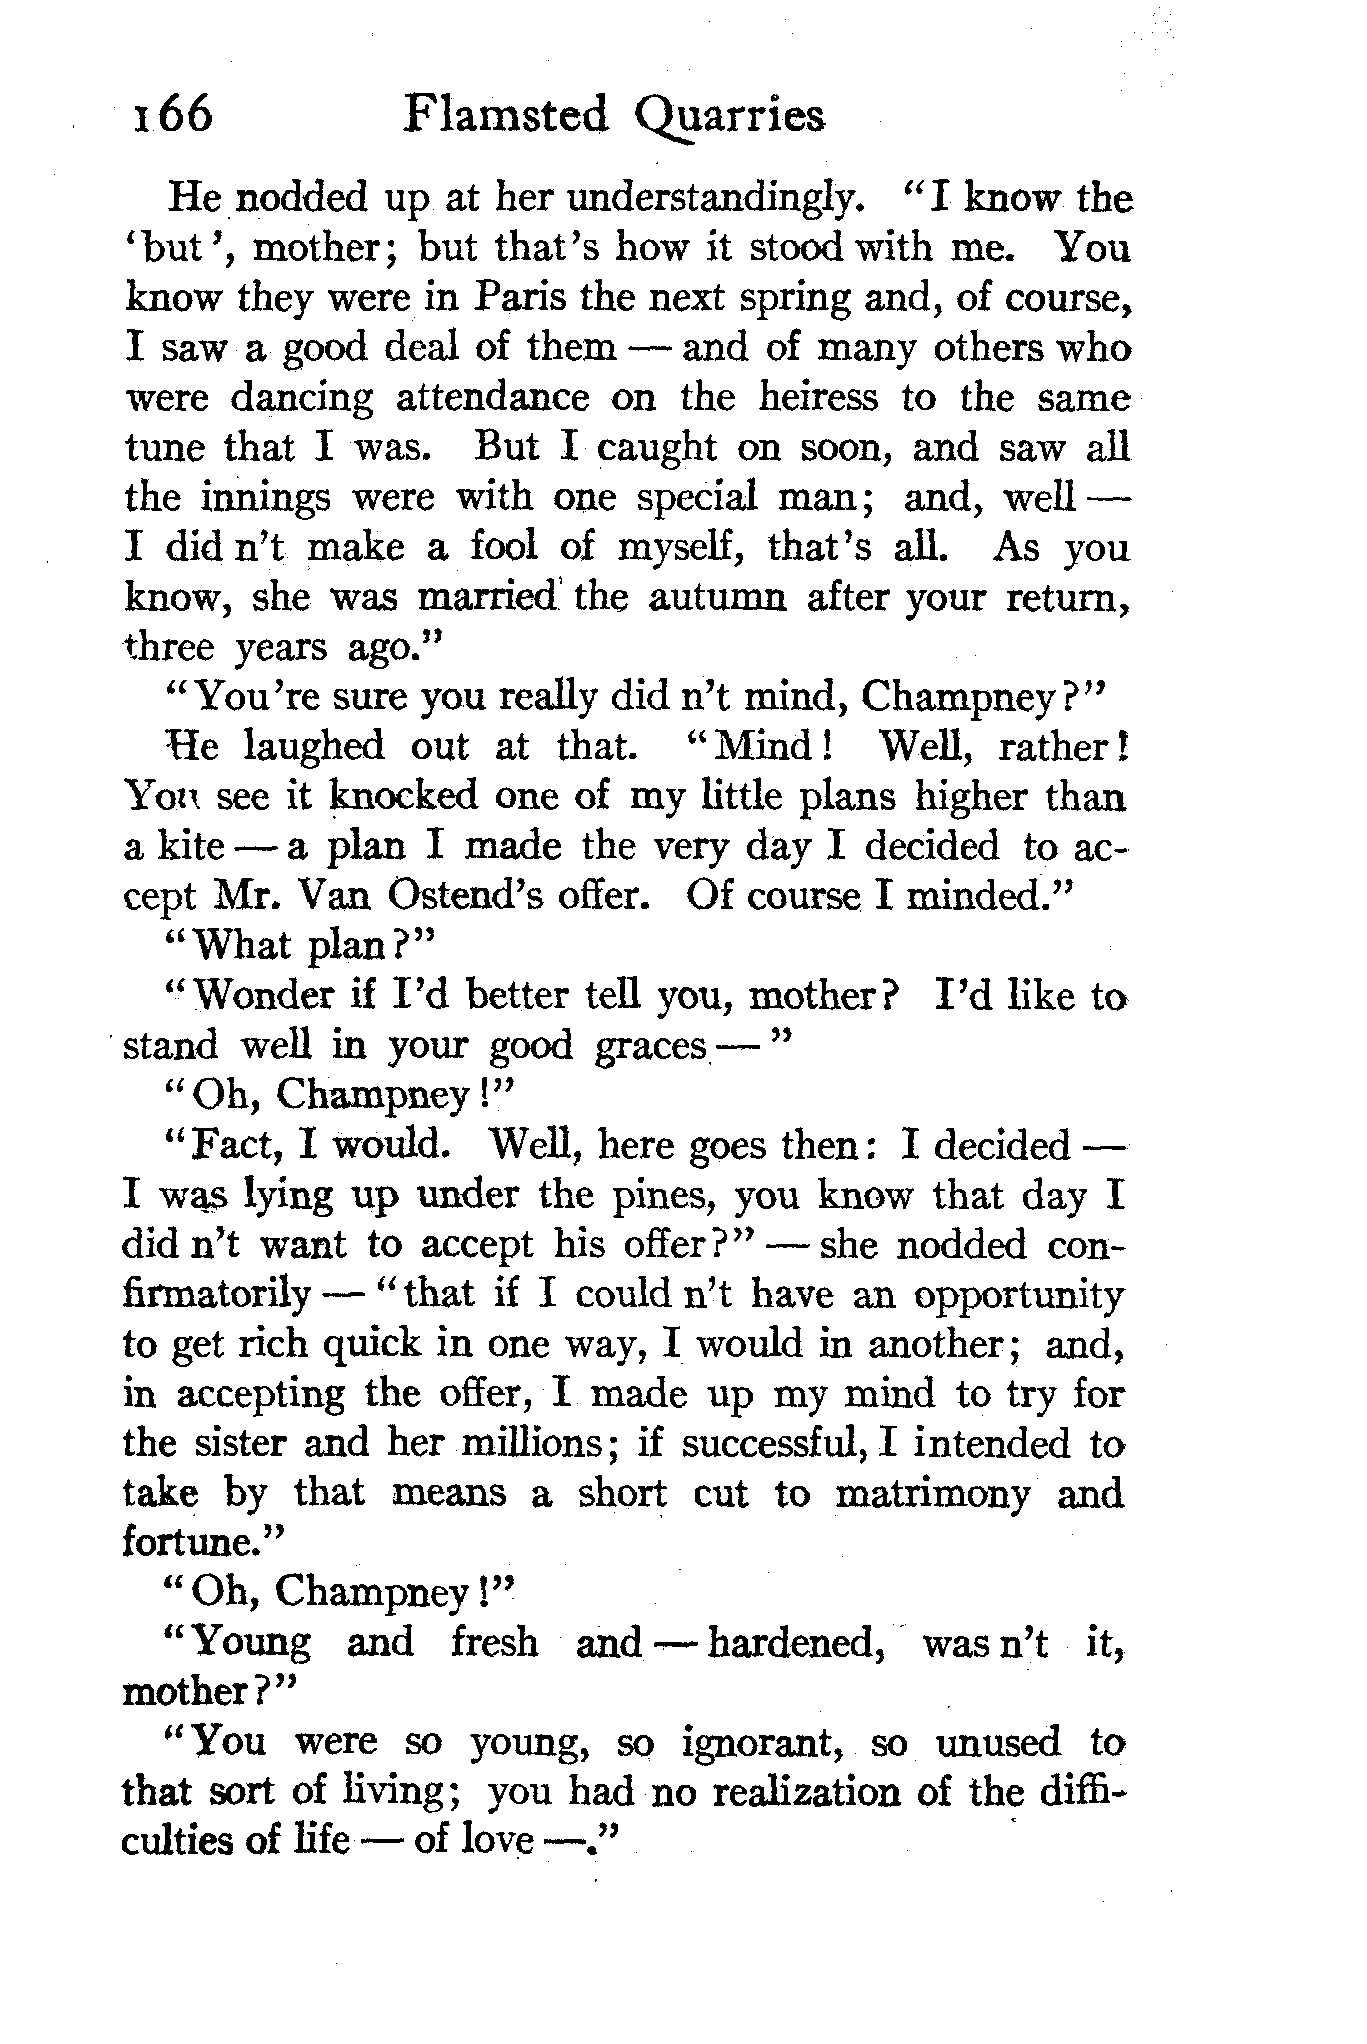 166 Flamsted Quarries
He nodded up at her understandingly. "I know the
'but', mother; but that's how it stood with me. You
know they were in Paris the next spring and, of course,
I saw a good deal of them — and of many others who
were dancing attendance on the heiress to the same
tune that I was. But I caught on soon, and saw all
the innings were with one special man; and, well —
I did n't make a fool of myself, that's all. As you
know, she was married the autumn after your return,
three years ago."
"You're sure you really did n't mind, Champney?"
He laughed out at that. "Mind! Well, rather!
You see it knocked one of my little plans higher than
a kite — a plan I made the very day I decided to ac-
cept Mr. Van Ostend's offer. Of course I minded."
"What plan?"
"Wonder if I'd better tell you, mother? I'd like to
stand well in your good graces — "
"Oh, Champney!"
"Fact, I would. Well, here goes then: I decided —
I was lying up under the pines, you know that day I
did n't want to accept his offer?" — she nodded con-
firmatorily — "that if I could n't have an opportunity
to get rich quick in one way, I would in another; and,
in accepting the offer, I made up my mind to try for
the sister and her millions; if successful, I intended to
take by that means a short cut to matrimony and
fortune."
"Oh, Champney!"
"Young and fresh and — hardened, was n't it,
mother?"
"You were so young, so ignorant, so unused to
that sort of living; you had no realization of the diffi-
culties of life — of love —."